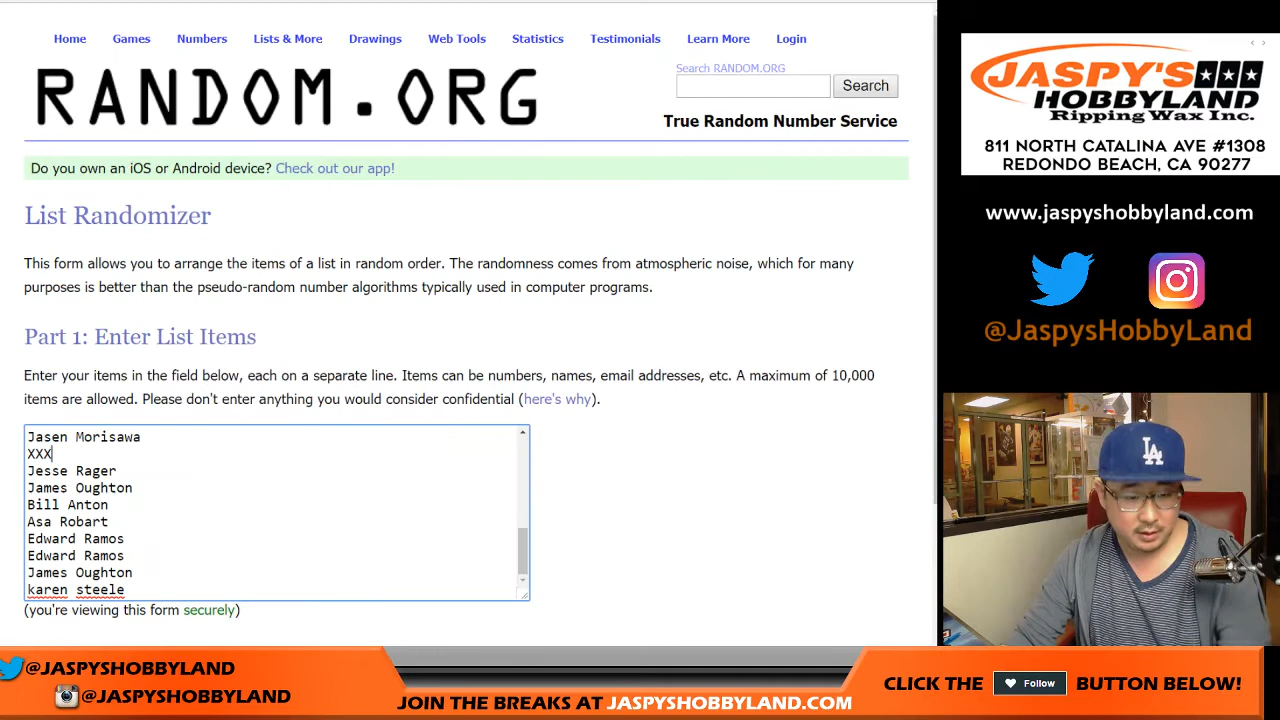 Home Games Numbers Lists & More Drawings Web Tools Statistics Testimonials Learn More Login
RANDOM.ORG
Search RANDOM.ORG
Search
True Random Number Service
Do you own an iOS or Android device? Check out our app!
List Randomizer
This form allows you to arrange the items of a list in random order. The randomness comes from atmospheric noise, which for many
purposes is better than the pseudo-random number algorithms typically used in computer programs.
Part 1: Enter List Items
Enter your items in the field below, each on a separate line. Items can be numbers, names, email addresses, etc. A maximum of 10,000
items are allowed. Please don't enter anything you would consider confidential (here's why).
Jasen Morisawa
XXX
Jesse Rager
James Oughton
Bill Anton
Asa Robart
Edward Ramos
Edward Ramos
James Oughton
karen steele
(you're viewing this form securely)
JASPY'S
HOBBYLAND
Ripping Wax Inc.
811 NORTH CATALINA AVE #1308
REDONDO BEACH, CA 90277
www.jaspyshobbyland.com
@JaspysHobbyLand
LA
@JASPYSHOBBYLAND
@JASPYSHOBBYLAND
JOIN THE BREAKS AT JASPYSHOBBYLAND.COM
CLICK THE Follow BUTTON BELOW!